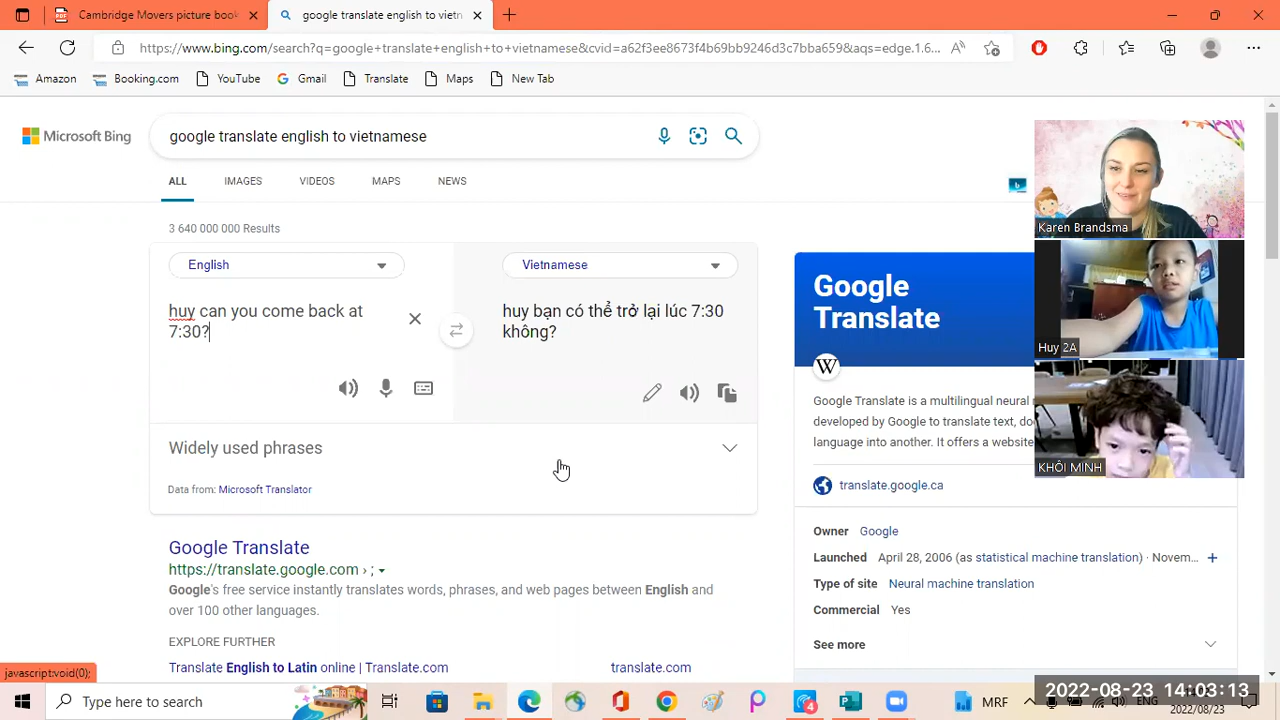 Cambridge Movers picture book
google translate english to vietn
https://www.bing.com/search?q=google+translate+english+to+vietnamese&cvid=a62f3ee8673f4b69bb9246d3c7bba659&aqs=edge.1.6...
Amazon
Booking.com
YouTube
Gmail
Translate
Maps
New Tab
Microsoft Bing
google translate english to vietnamese
ALL
IMAGES
VIDEOS
MAPS
NEWS
3 640 000 000 Results
English
Vietnamese
huy can you come back at
7:30?
huy bạn có thể trở lại lúc 7:30
không?
Widely used phrases
Data from: Microsoft Translator
Google Translate
https://translate.google.com › ;
Google's free service instantly translates words, phrases, and web pages between English and
over 100 other languages.
EXPLORE FURTHER
Translate English to Latin online | Translate.com
translate.com
Google
Translate
W
Google Translate is a multilingual neural
developed by Google to translate text, do
language into another. It offers a website
translate.google.ca
Owner Google
Launched April 28, 2006 (as statistical machine translation) · Novem...
Type of site Neural machine translation
Commercial Yes
See more
Karen Brandsma
Huy 2A
KHÔI MINH
javascript:void(0);
Type here to search
4
MRF
ENG
2022-08-23 14:03:13
2022/08/23